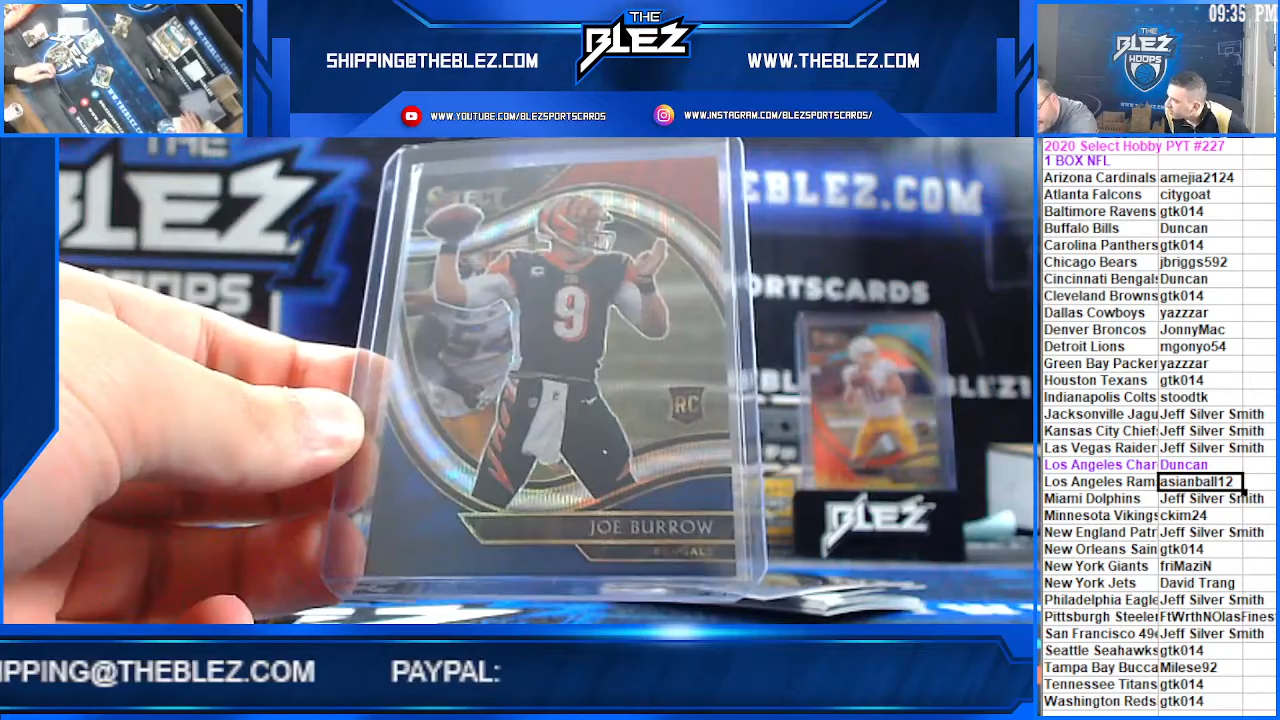 09:35 PM
THE
BLEZ
SHIPPING@THEBLEZ.COM
WWW.THEBLEZ.COM
WWW.YOUTUBE.COM/BLEZSPORTSCARDS
WWW.INSTAGRAM.COM/BLEZSPORTSCARDS/
THE
BLEZ
HOOPS
THE
BLEZ
HOOPS
EBLEZ.COM
ORTSCARDS
SELECT
9
RC
JOE BURROW
BENGALS
BLEZ
2020 Select Hobby PYT #227
1 BOX NFL
Arizona Cardinals amejia2124
Atlanta Falcons citygoat
Baltimore Ravens gtk014
Buffalo Bills Duncan
Carolina Panthers gtk014
Chicago Bears jbriggs592
Cincinnati Bengals Duncan
Cleveland Browns gtk014
Dallas Cowboys yazzzar
Denver Broncos JonnyMac
Detroit Lions mgonyo54
Green Bay Packer yazzzar
Houston Texans gtk014
Indianapolis Colts stoodtk
Jacksonville Jagu Jeff Silver Smith
Kansas City Chief Jeff Silver Smith
Las Vegas Raider Jeff Silver Smith
Los Angeles Char Duncan
Los Angeles Ram asianball12
Miami Dolphins Jeff Silver Smith
Minnesota Vikings ckim24
New England Patr Jeff Silver Smith
New Orleans Sain gtk014
New York Giants friMaziN
New York Jets David Trang
Philadelphia Eagle Jeff Silver Smith
Pittsburgh Steeler FtWrthNOlasFines
San Francisco 49e Jeff Silver Smith
Seattle Seahawks gtk014
Tampa Bay Bucca Milese92
Tennessee Titans gtk014
Washington Reds gtk014
IPPING@THEBLEZ.COM
PAYPAL: